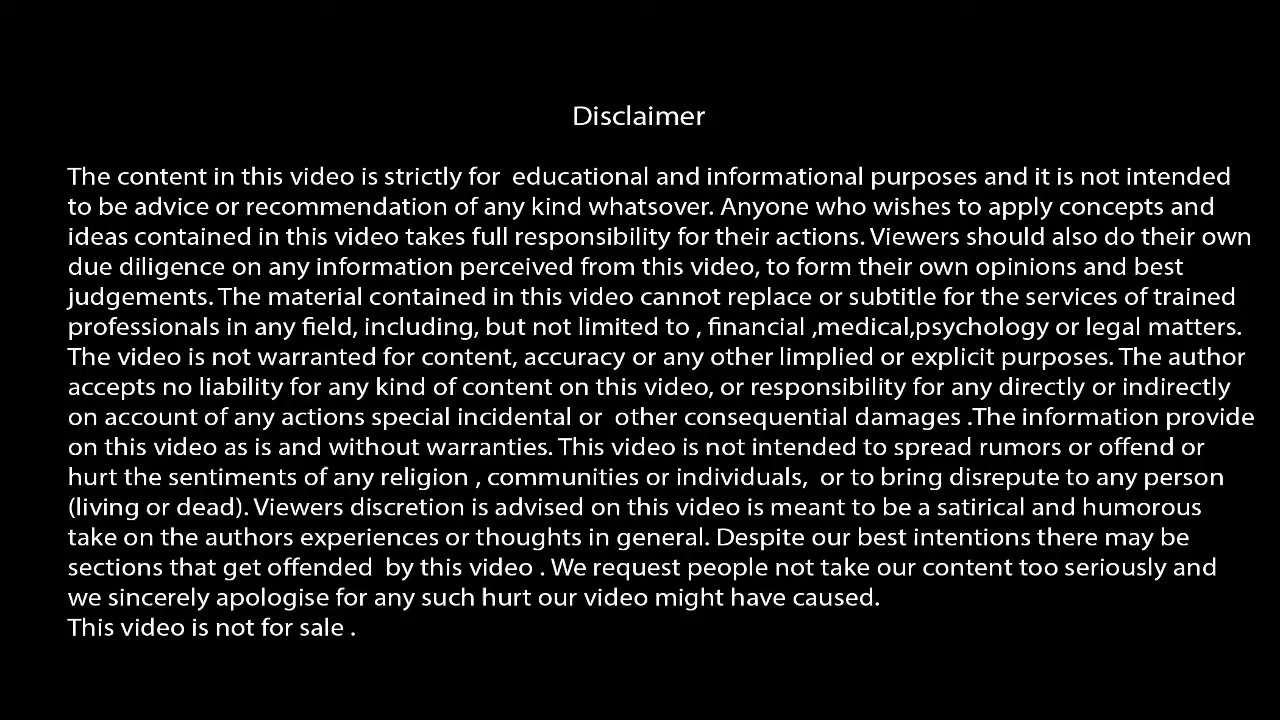 Disclaimer
The content in this video is strictly for  educational and informational purposes and it is not intended
to be advice or recommendation of any kind whatsover. Anyone who wishes to apply concepts and
ideas contained in this video takes full responsibility for their actions. Viewers should also do their own
due diligence on any information perceived from this video, to form their own opinions and best
judgements. The material contained in this video cannot replace or subtitle for the services of trained
professionals in any field, including, but not limited to , financial ,medical,psychology or legal matters.
The video is not warranted for content, accuracy or any other limplied or explicit purposes. The author
accepts no liability for any kind of content on this video, or responsibility for any directly or indirectly
on account of any actions special incidental or  other consequential damages .The information provide
on this video as is and without warranties. This video is not intended to spread rumors or offend or
hurt the sentiments of any religion , communities or individuals,  or to bring disrepute to any person
(living or dead). Viewers discretion is advised on this video is meant to be a satirical and humorous
take on the authors experiences or thoughts in general. Despite our best intentions there may be
sections that get offended  by this video . We request people not take our content too seriously and
we sincerely apologise for any such hurt our video might have caused.
This video is not for sale .